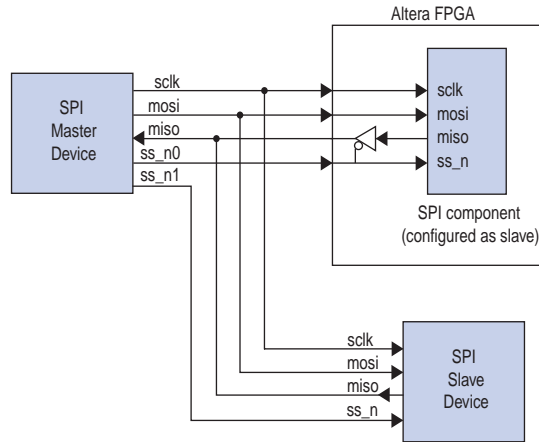 Altera FPGA
SPI
Master
Device
sclk
mosi
miso
ss_n0
ss_n1
sclk
mosi
miso
ss_n
SPI component
(configured as slave)
sclk
mosi
miso
ss_n
SPI
Slave
Device